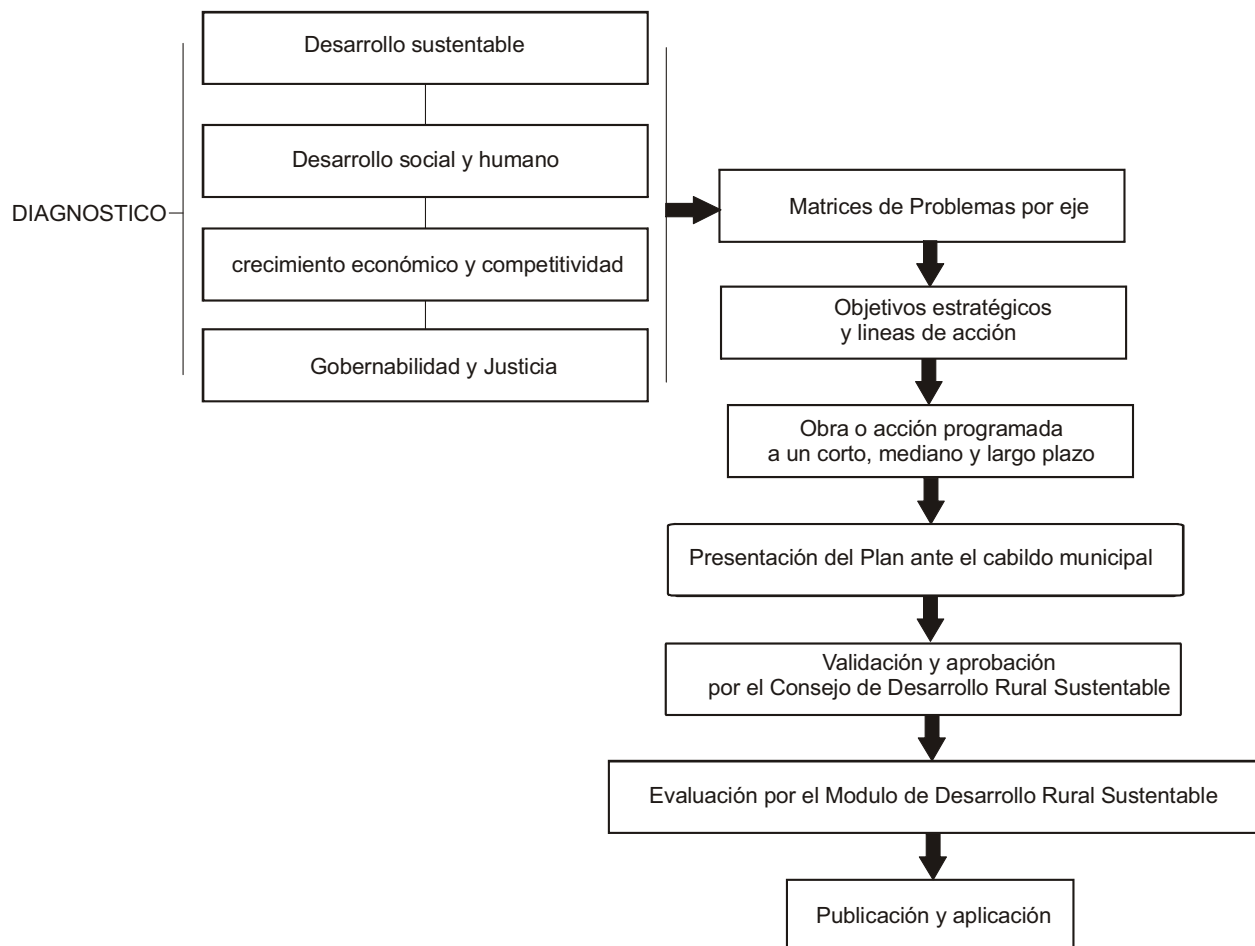 DIAGNOSTICO
Desarrollo sustentable
Desarrollo social y humano
crecimiento económico y competitividad
Gobernabilidad y Justicia
Matrices de Problemas por eje
Objetivos estratégicos
y lineas de acción
Obra o acción programada
a un corto, mediano y largo plazo
Presentación del Plan ante el cabildo municipal
Validación y aprobación
por el Consejo de Desarrollo Rural Sustentable
Evaluación por el Modulo de Desarrollo Rural Sustentable
Publicación y aplicación